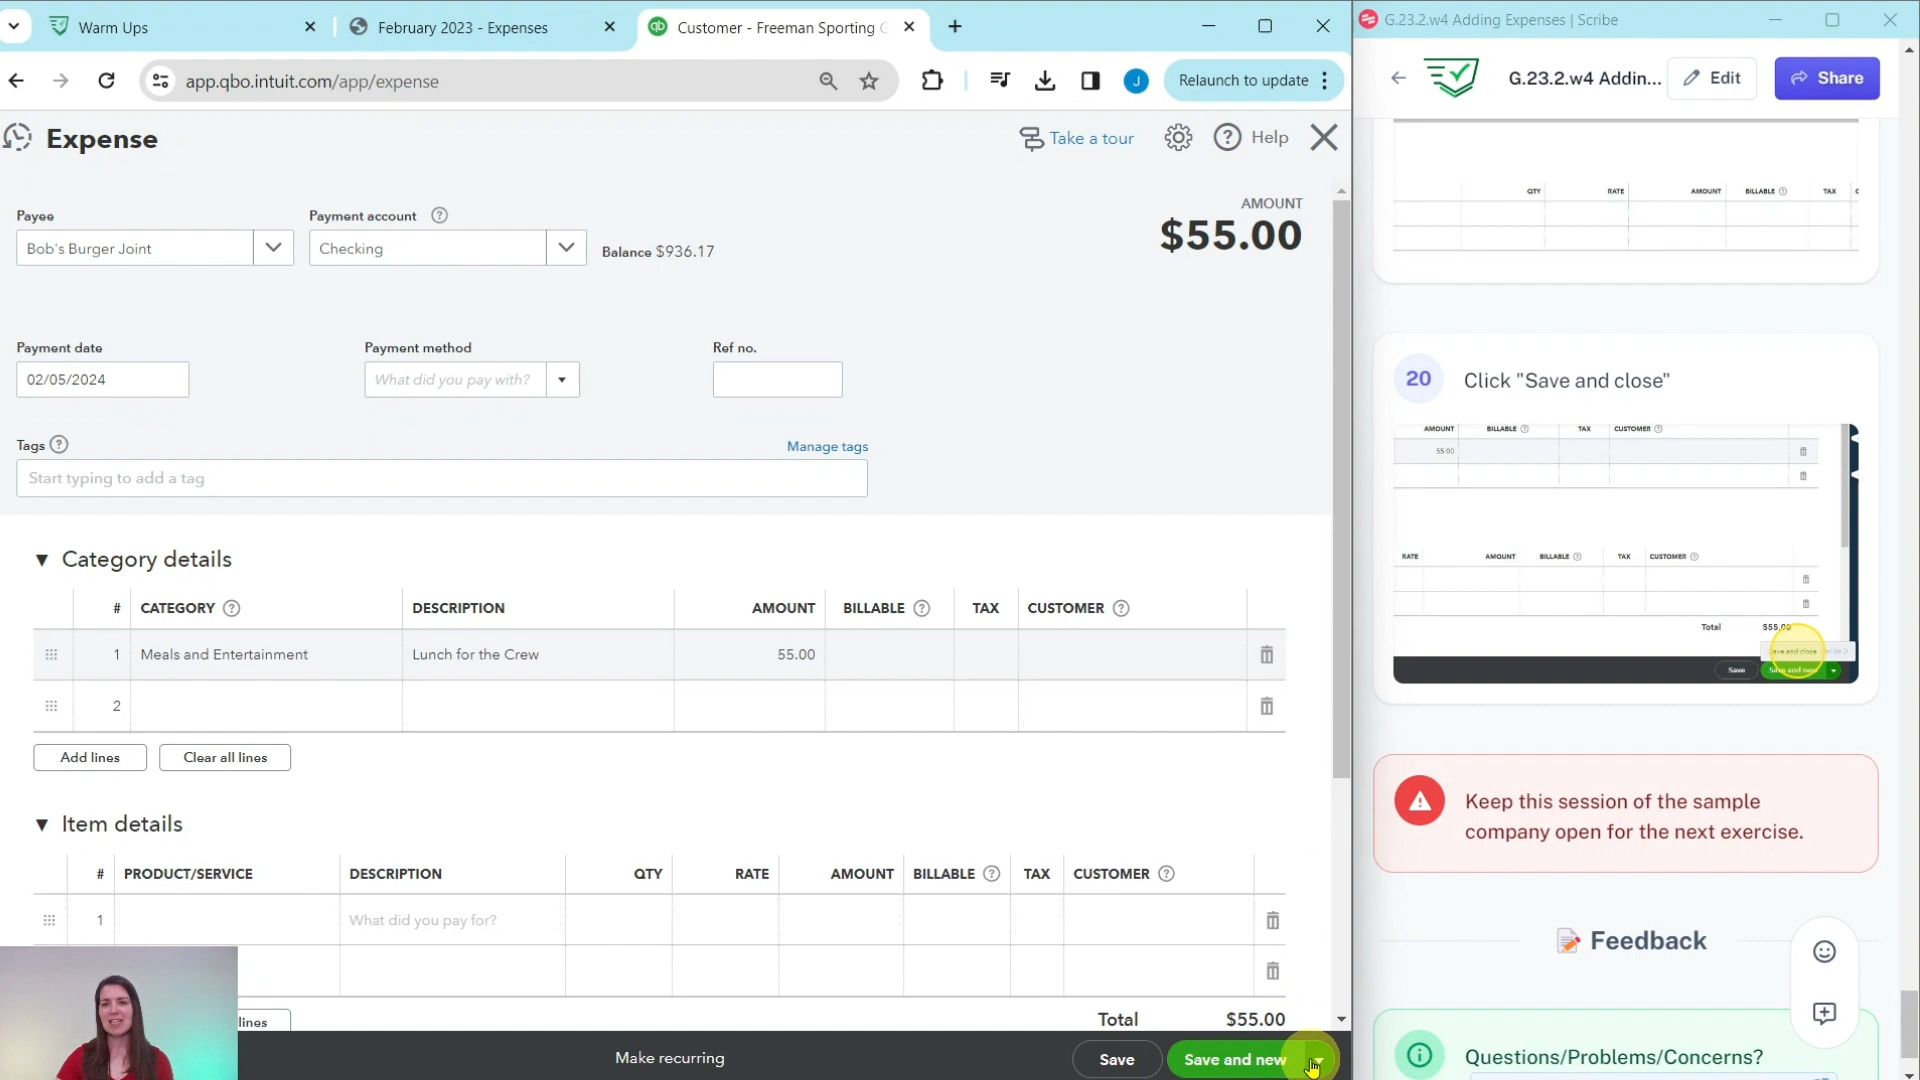 Warm Ups
February 2023 - Expenses
Customer - Freeman Sporting G
G.23.2.w4 Adding Expenses | Scribe
app.qbo.intuit.com/app/expense
J
Relaunch to update
G.23.2.w4 Addin...
Edit
Share
Expense
Take a tour
Help
Payee
Payment account
Bob's Burger Joint
Checking
Balance $936.17
AMOUNT
$55.00
Payment date
Payment method
Ref no.
02/05/2024
What did you pay with?
Tags
Manage tags
Start typing to add a tag
Category details
# CATEGORY DESCRIPTION AMOUNT BILLABLE TAX CUSTOMER
1 Meals and Entertainment Lunch for the Crew 55.00
2
Add lines
Clear all lines
Item details
# PRODUCT/SERVICE DESCRIPTION QTY RATE AMOUNT BILLABLE TAX CUSTOMER
1 What did you pay for?
lines
Total $55.00
Make recurring
Save
Save and new
QTY RATE AMOUNT BILLABLE TAX
20 Click "Save and close"
AMOUNT BILLABLE TAX CUSTOMER
55.00
RATE AMOUNT BILLABLE TAX CUSTOMER
Total $55.00
Save and close
Save Save and new
Keep this session of the sample
company open for the next exercise.
Feedback
Questions/Problems/Concerns?